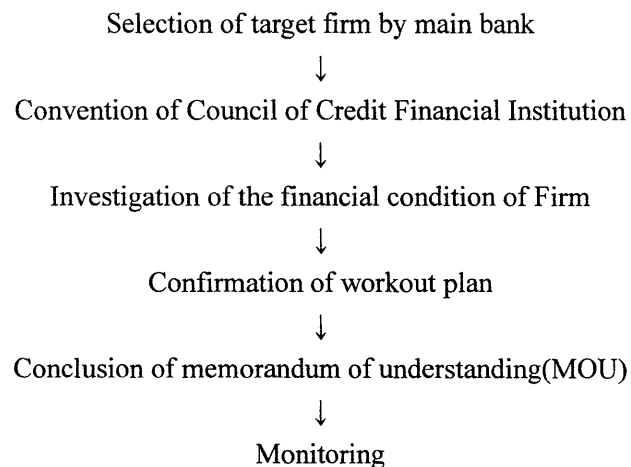 Selection of target firm by main bank
↓
Convention of Council of Credit Financial Institution
↓
Investigation of the financial condition of Firm
↓
Confirmation of workout plan
↓
Conclusion of memorandum of understanding(MOU)
↓
Monitoring